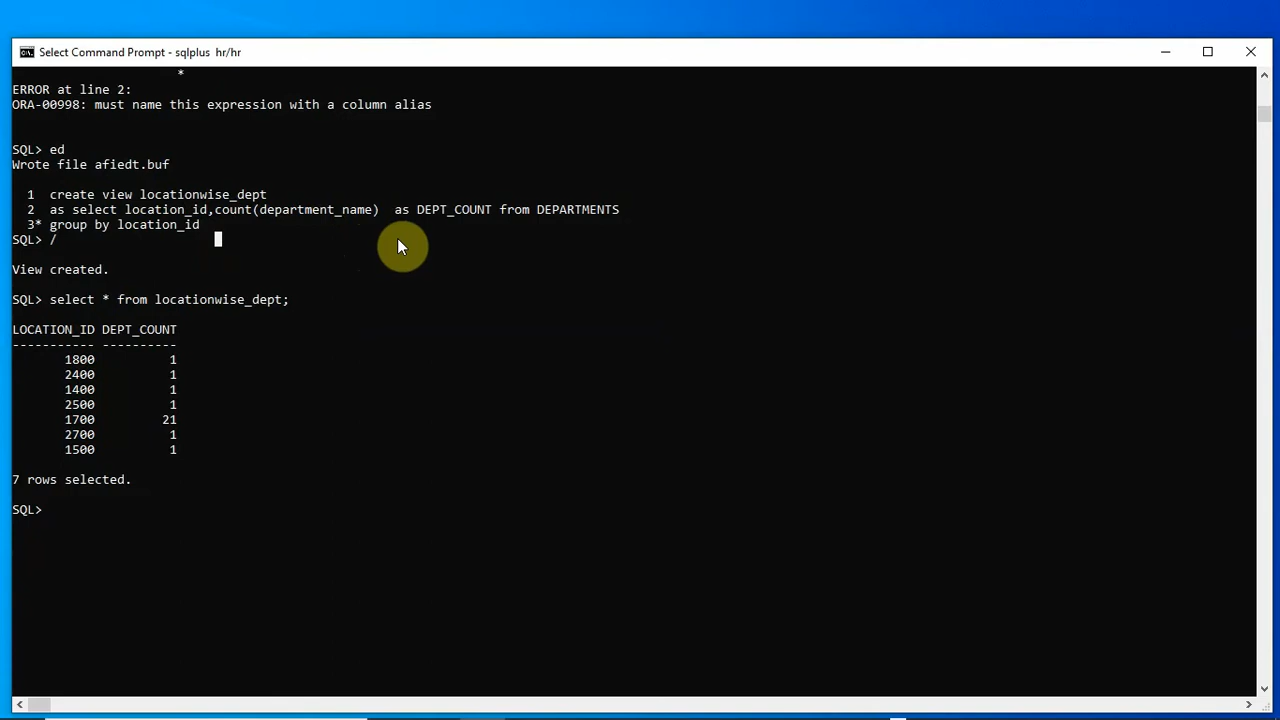 Select Command Prompt - sqlplus  hr/hr
*
ERROR at line 2:
ORA-00998: must name this expression with a column alias
SQL> ed
Wrote file afiedt.buf
  1  create view locationwise_dept
  2  as select location_id,count(department_name)  as DEPT_COUNT from DEPARTMENTS
  3* group by location_id
SQL> /
View created.
SQL> select * from locationwise_dept;
LOCATION_ID DEPT_COUNT
----------- ----------
       1800          1
       2400          1
       1400          1
       2500          1
       1700         21
       2700          1
       1500          1
7 rows selected.
SQL>